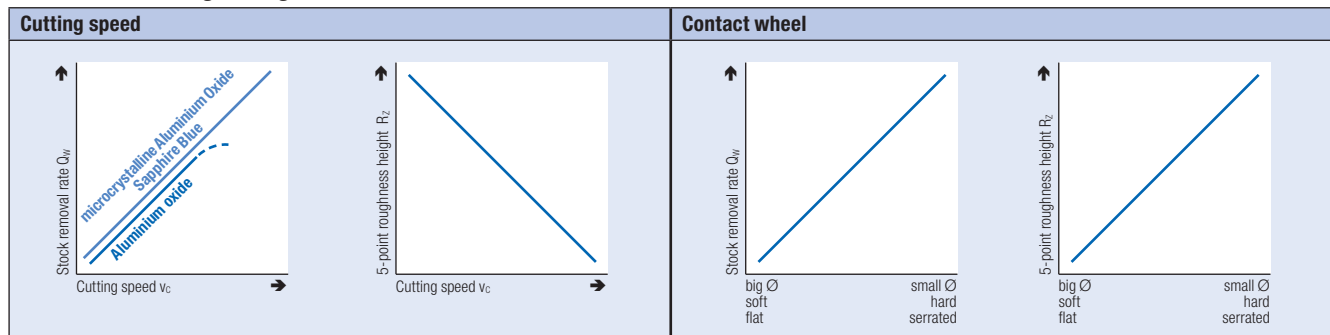 Cutting speed
Stock removal rate Qw
microcrystalline Aluminium Oxide
Sapphire Blue
Aluminium oxide
Cutting speed vc
5-point roughness height Rz
Cutting speed vc
Contact wheel
Stock removal rate Qw
big Ø small Ø
soft hard
flat serrated
5-point roughness height Rz
big Ø small Ø
soft hard
flat serrated